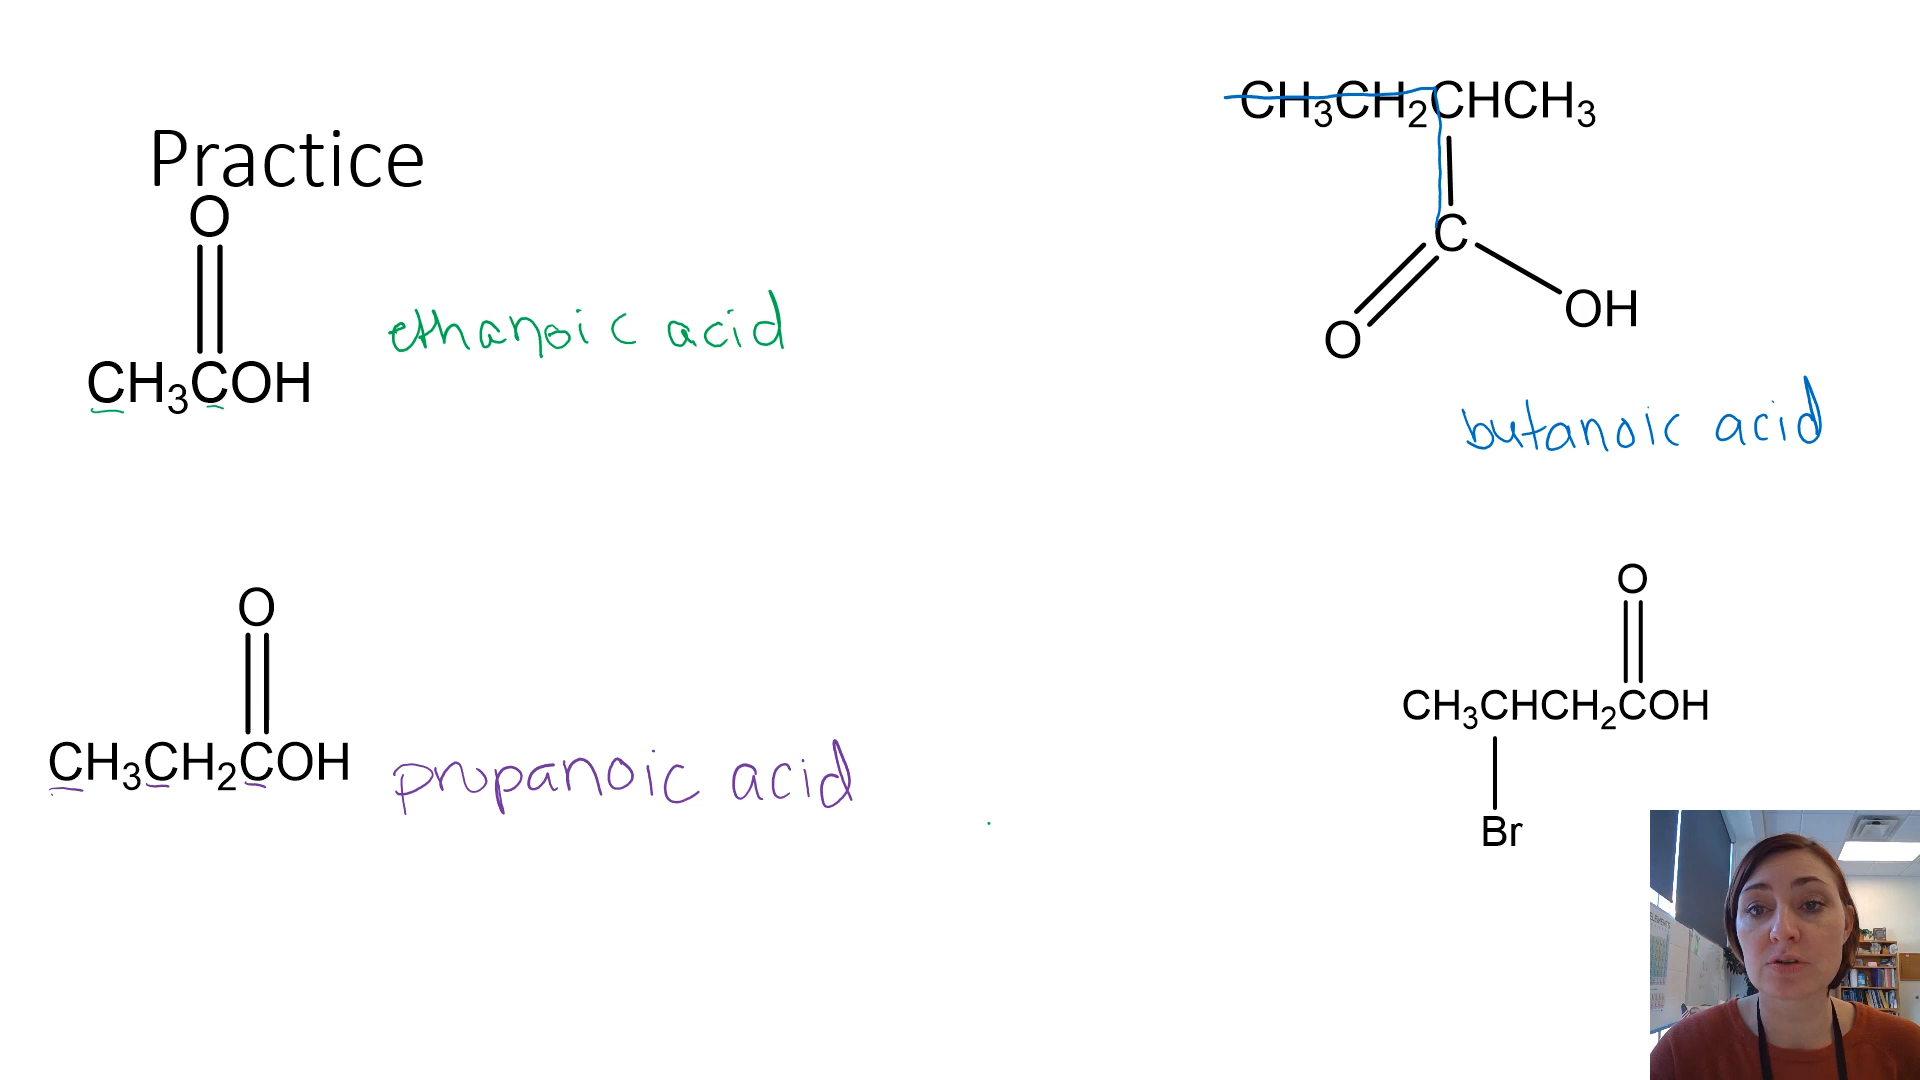 Practice
O
CH3COH
ethanoic acid
O
CH3CH2COH
propanoic acid
CH3CH2CHCH3
C
O
OH
butanoic acid
O
CH3CHCH2COH
Br